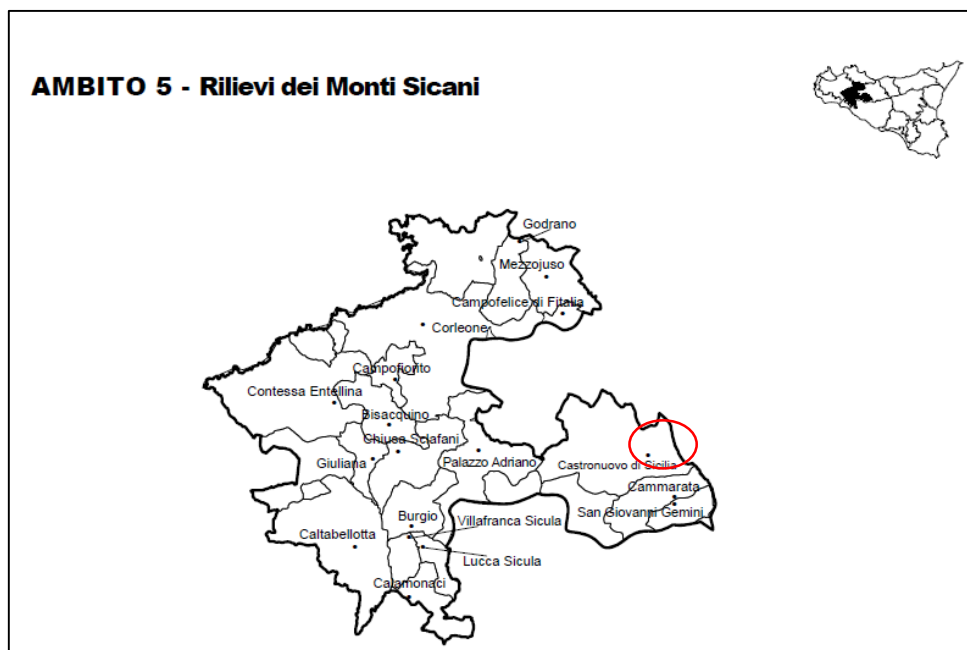 AMBITO 5 - Rilievi dei Monti Sicani
Godrano
Mezzojuso
Campofelice di Fitalia
Corleone
Campofiorito
Contessa Entellina
Bisacquino
Chiusa Sclafani
Giuliana
Palazzo Adriano
Castronuovo di Sicilia
Cammarata
San Giovanni Gemini
Burgio
Villafranca Sicula
Caltabellotta
Lucca Sicula
Calamonaci